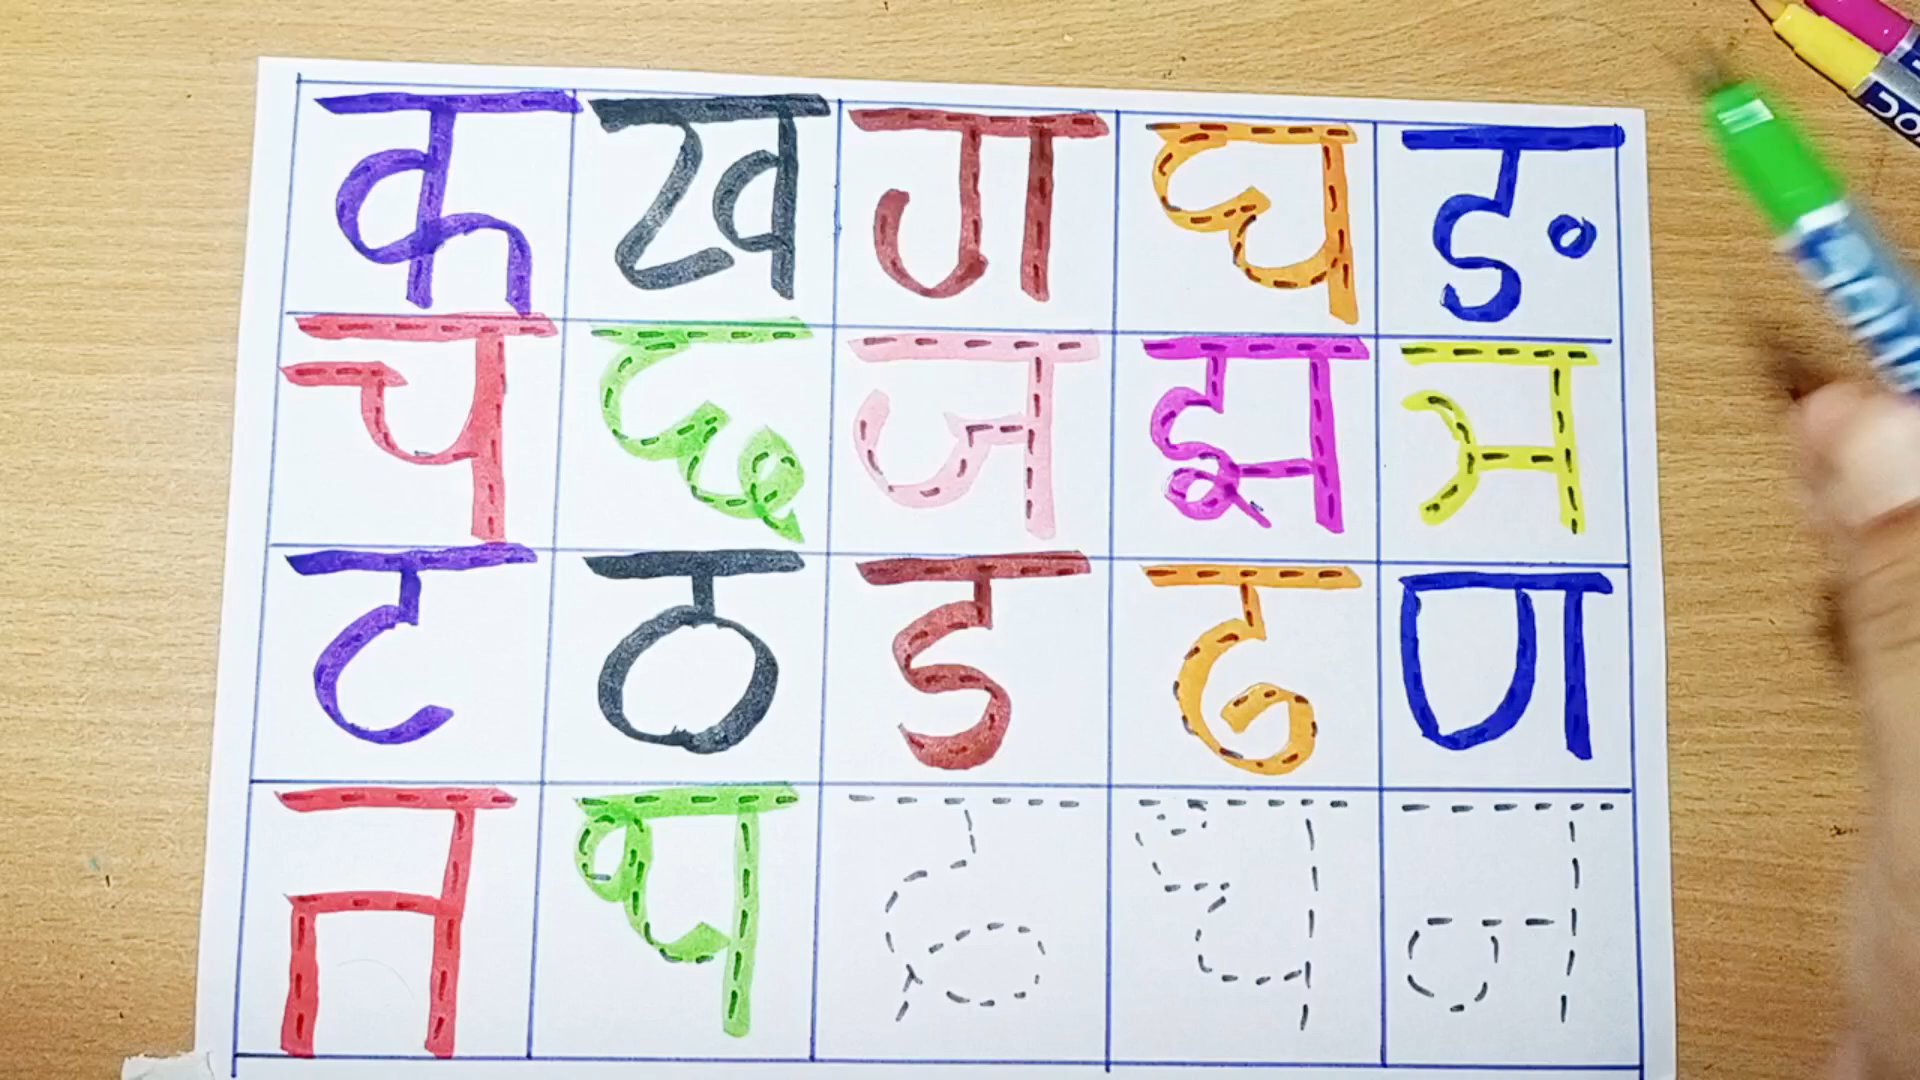 क ख ग घ ङ
च छ ज झ ञ
ट ठ ड ढ ण
त थ द ध न